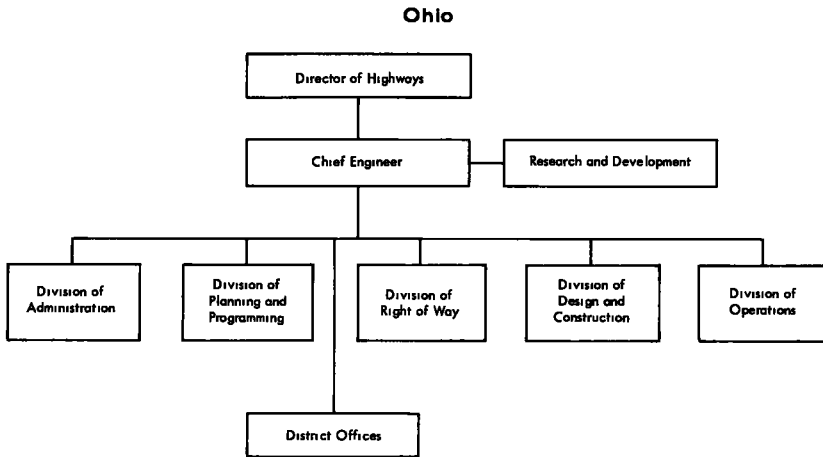 Ohio
Director of Highways
Chief Engineer
Research and Development
Division of
Administration
Division of
Planning and
Programming
Division of
Right of Way
Division of
Design and
Construction
Division of
Operations
District Offices